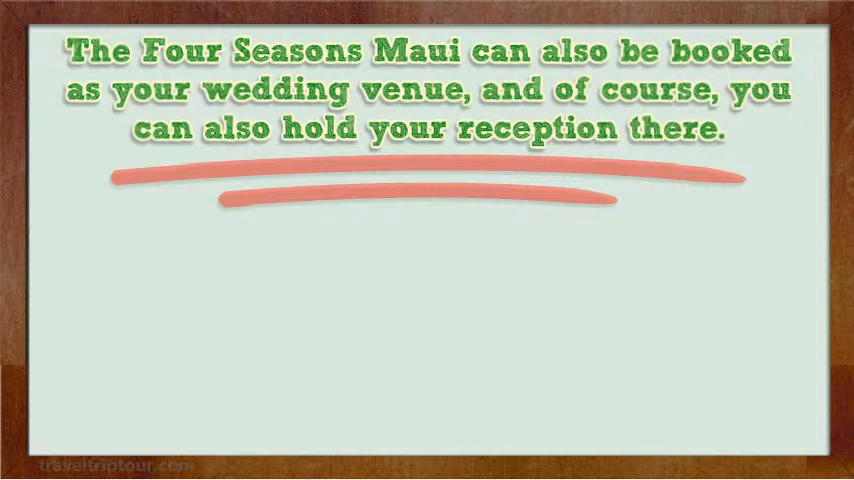 The Four Seasons Maui can also be booked
as your wedding venue, and of course, you
can also hold your reception there.
traveltriptour.com